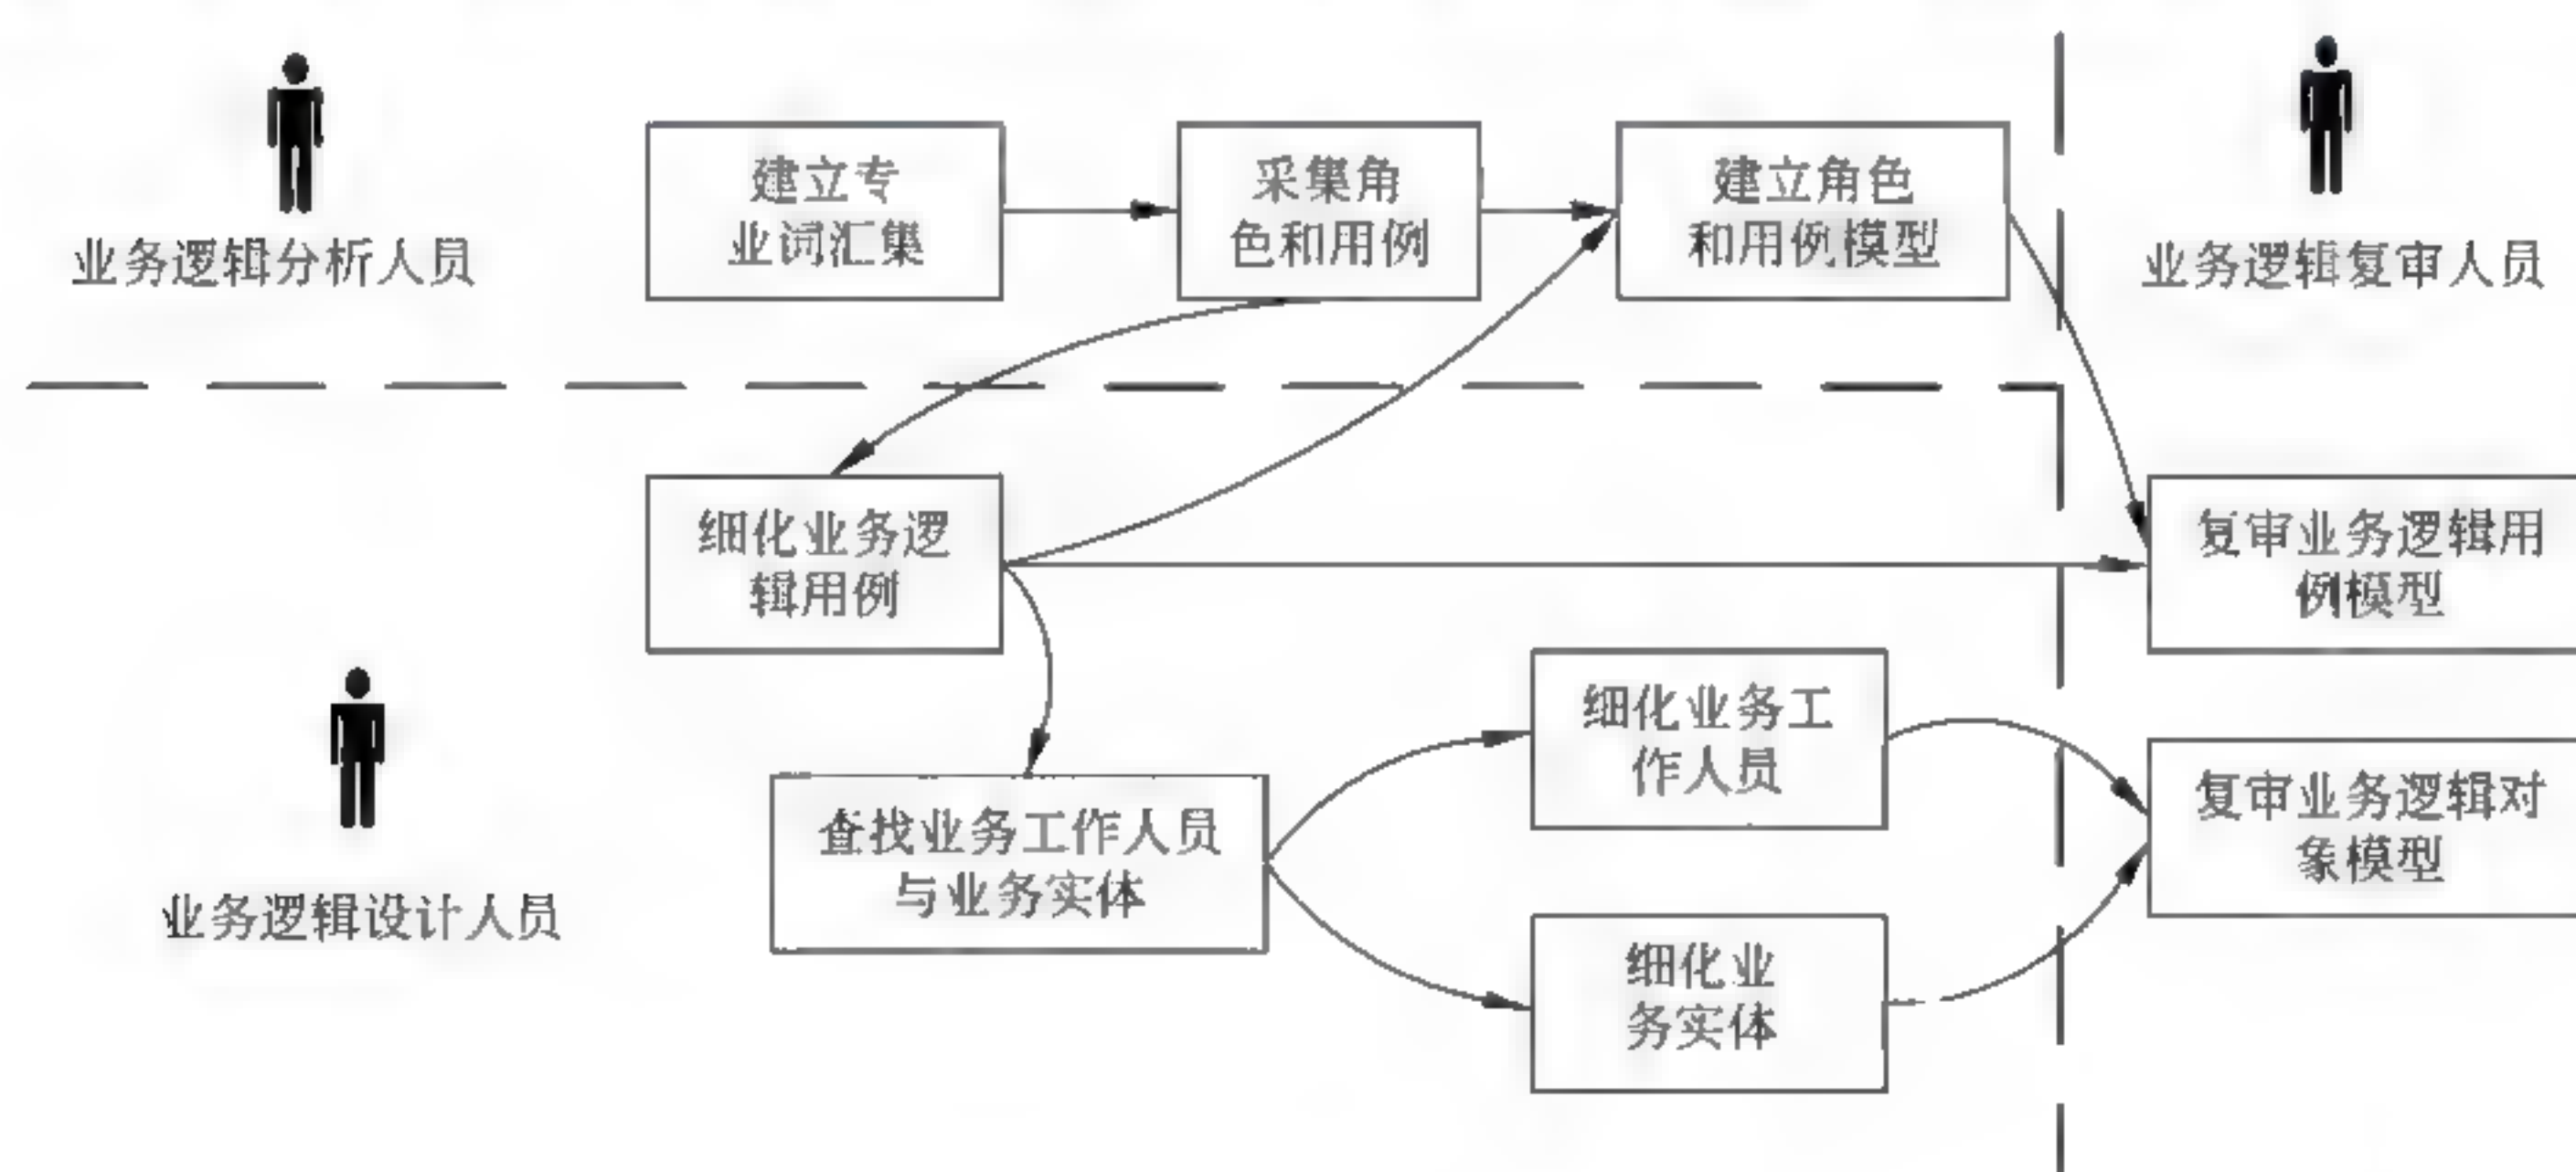 建立专
业词汇集
采集角
色和用例
建立角色
和用例模型
业务逻辑分析人员
业务逻辑复审人员
细化业务逻
辑用例
复审业务逻辑用
例模型
细化业务工
作人员
复审业务逻辑对
象模型
查找业务工作人员
与业务实体
业务逻辑设计人员
细化业
务实体